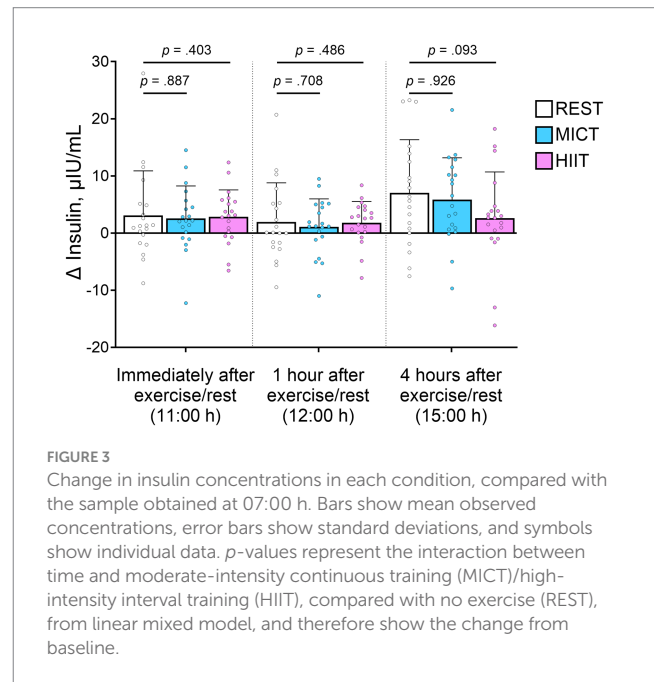 p = .403
p = .486
p = .093
p = .887
p = .708
p = .926
30
20
10
0
-10
-20
Δ Insulin, µIU/mL
REST
MICT
HIIT
Immediately after
exercise/rest
(11:00 h)
1 hour after
exercise/rest
(12:00 h)
4 hours after
exercise/rest
(15:00 h)
FIGURE 3
Change in insulin concentrations in each condition, compared with
the sample obtained at 07:00 h. Bars show mean observed
concentrations, error bars show standard deviations, and symbols
show individual data. p-values represent the interaction between
time and moderate-intensity continuous training (MICT)/high-
intensity interval training (HIIT), compared with no exercise (REST),
from linear mixed model, and therefore show the change from
baseline.